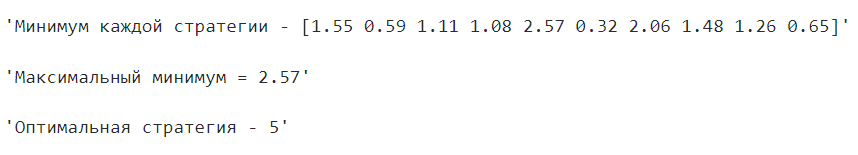 'Минимум каждой стратегии - [1.55 0.59 1.11 1.08 2.57 0.32 2.06 1.48 1.26 0.65]'
'Максимальный минимум = 2.57'
'Оптимальная стратегия - 5'